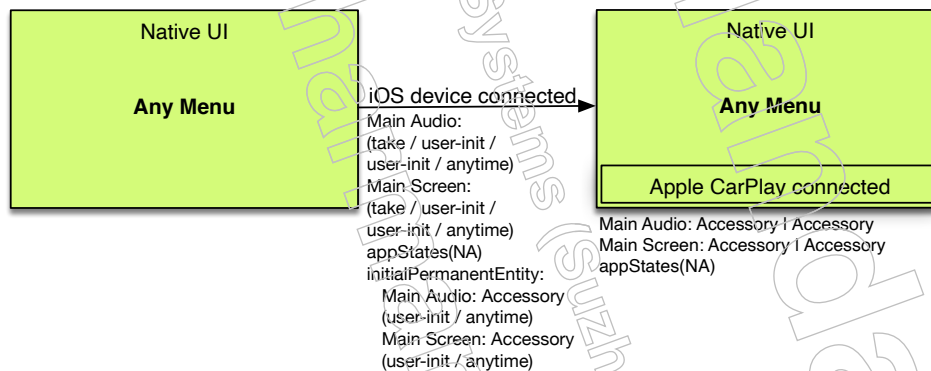 Native UI
Any Menu
iOS device connected
Main Audio:
(take / user-init /
user-init / anytime)
Main Screen:
(take / user-init /
user-init / anytime)
appStates(NA)
initialPermanentEntity:
Main Audio: Accessory
(user-init / anytime)
Main Screen: Accessory
(user-init / anytime)
Native UI
Any Menu
Apple CarPlay connected
Main Audio: Accessory | Accessory
Main Screen: Accessory | Accessory
appStates(NA)
Systems (Suzh